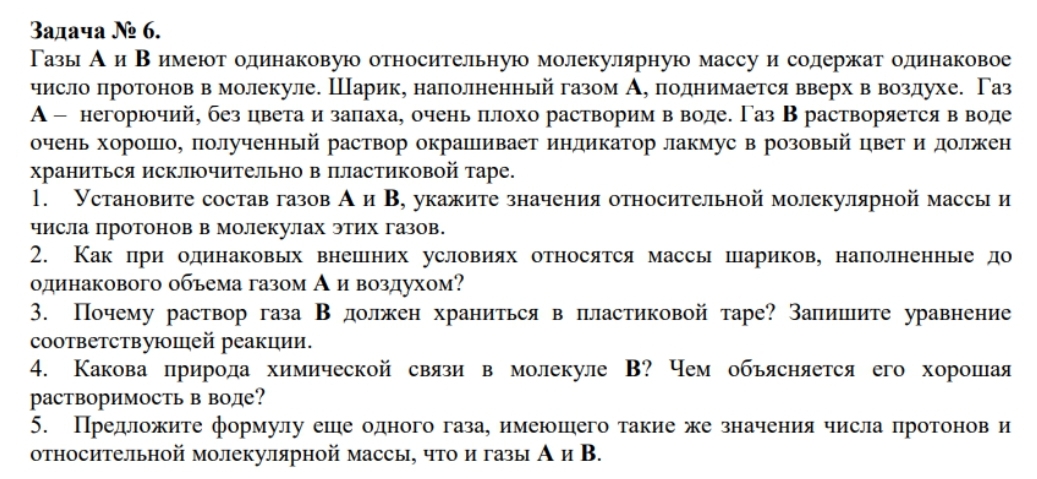 Задача № 6.
Газы А и В имеют одинаковую относительную молекулярную массу и содержат одинаковое
число протонов в молекуле. Шарик, наполненный газом А, поднимается вверх в воздухе. Газ
А – негорючий, без цвета и запаха, очень плохо растворим в воде. Газ В растворяется в воде
очень хорошо, полученный раствор окрашивает индикатор лакмус в розовый цвет и должен
храниться исключительно в пластиковой таре.
1. Установите состав газов А и В, укажите значения относительной молекулярной массы и
числа протонов в молекулах этих газов.
2. Как при одинаковых внешних условиях относятся массы шариков, наполненные до
одинакового объема газом А и воздухом?
3. Почему раствор газа В должен храниться в пластиковой таре? Запишите уравнение
соответствующей реакции.
4. Какова природа химической связи в молекуле В? Чем объясняется его хорошая
растворимость в воде?
5. Предложите формулу еще одного газа, имеющего такие же значения числа протонов и
относительной молекулярной массы, что и газы А и В.